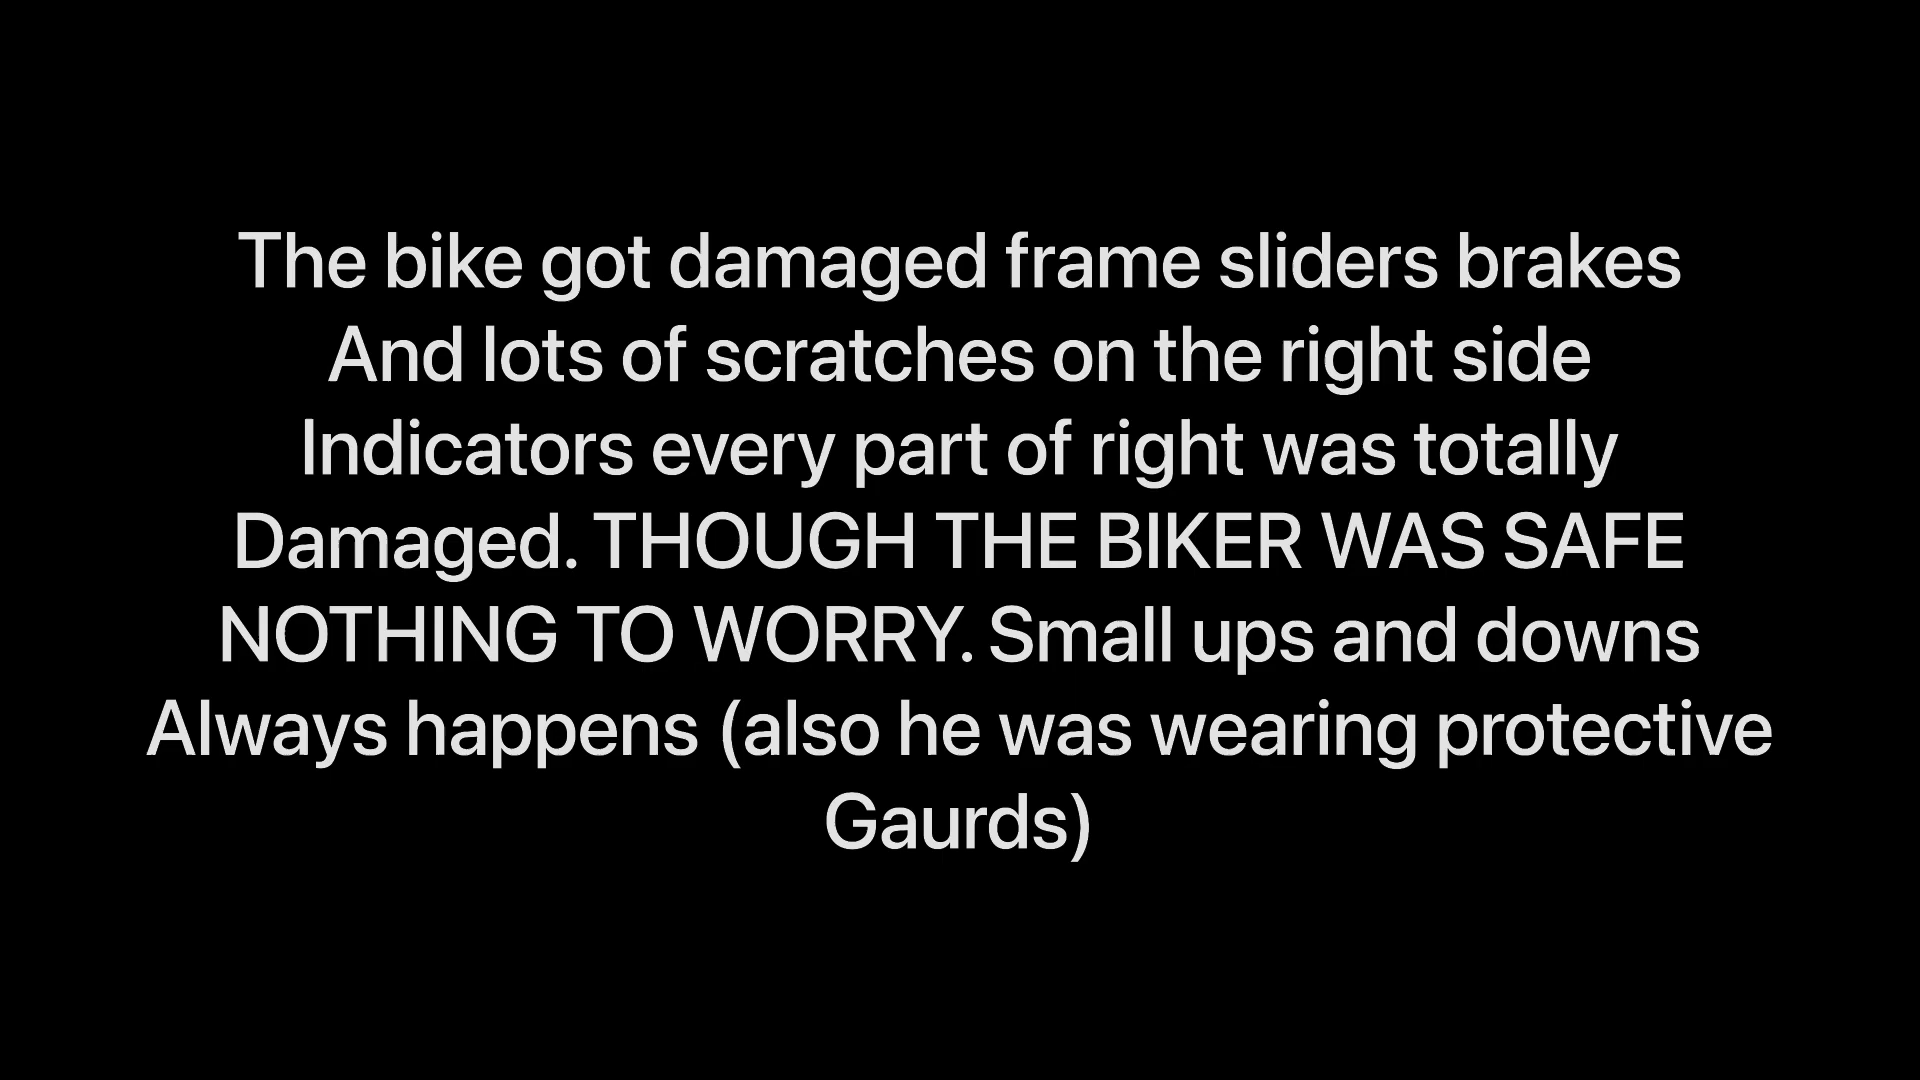 The bike got damaged frame sliders brakes
And lots of scratches on the right side
Indicators every part of right was totally
Damaged. THOUGH THE BIKER WAS SAFE
NOTHING TO WORRY. Small ups and downs
Always happens (also he was wearing protective
Gaurds)